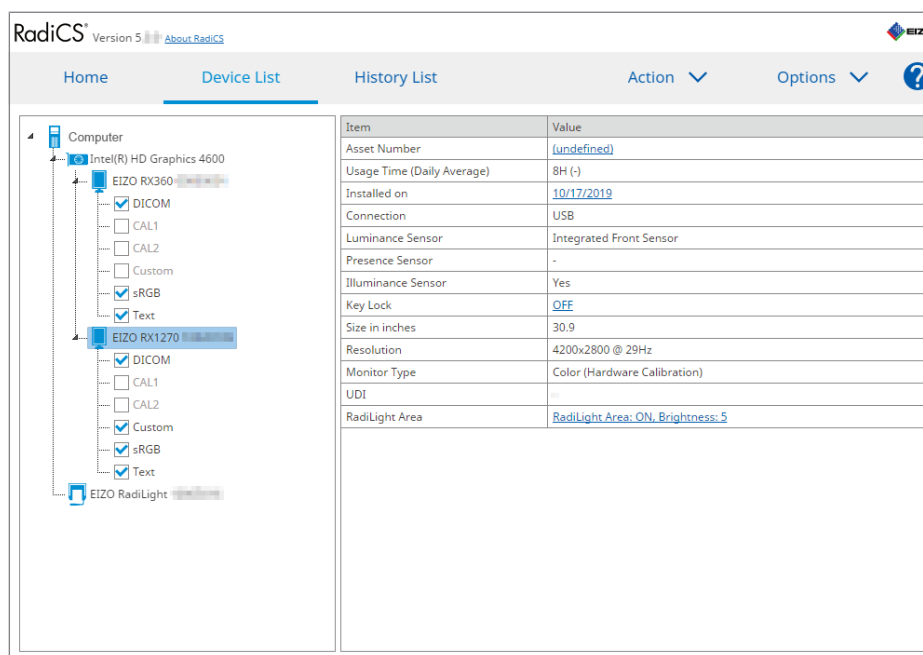 RadiCS® Version 5. About RadiCS
EIZ
Home Device List History List Action Options ?
Computer
Intel(R) HD Graphics 4600
EIZO RX360
DICOM
CAL1
CAL2
Custom
sRGB
Text
EIZO RX1270
DICOM
CAL1
CAL2
Custom
sRGB
Text
EIZO RadiLight
Item Value
Asset Number (undefined)
Usage Time (Daily Average) 8H (-)
Installed on 10/17/2019
Connection USB
Luminance Sensor Integrated Front Sensor
Presence Sensor -
Illuminance Sensor Yes
Key Lock OFF
Size in inches 30.9
Resolution 4200x2800 @ 29Hz
Monitor Type Color (Hardware Calibration)
UDI
RadiLight Area RadiLight Area: ON, Brightness: 5